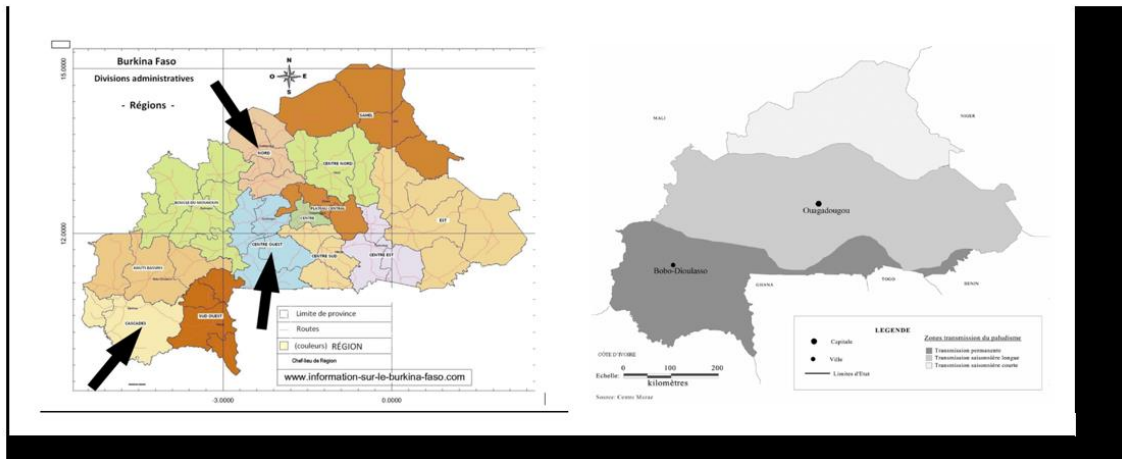 Burkina Faso
Divisions administratives
- Régions -
N
O E
S
15.0000
12.0000
-3.0000
0.0000
SAHEL
NORD
CENTRE NORD
BOUCLE DU MOUHOUN
PLATEAU CENTRAL
CENTRE
EST
CENTRE OUEST
CENTRE SUD
CENTRE EST
HAUTS BASSINS
SUD OUEST
CASCADES
Limite de province
Routes
(couleurs) RÉGION
Chef-lieu de Région
www.information-sur-le-burkina-faso.com
MALI
NIGER
Ouagadougou
Bobo-Dioulasso
GHANA
TOGO
BENIN
CÔTE D'IVOIRE
LEGENDE
Capitale
Ville
Limites d'Etat
Zones transmission du paludisme
Transmission permanente
Transmission saisonnière longue
Transmission saisonnière courte
Echelle:
0 100 200
kilomètres
Source: Centre Muraz